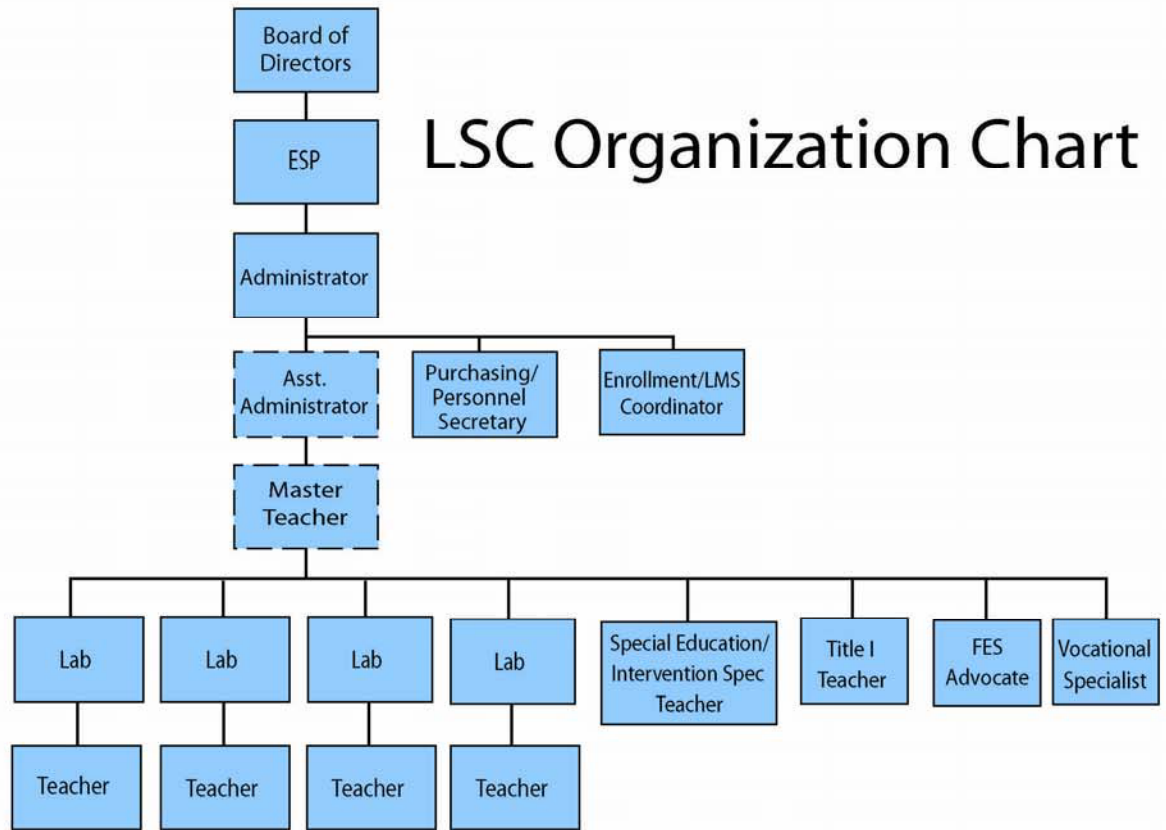 Board of
Directors
LSC Organization Chart
ESP
Administrator
Asst.
Administrator
Purchasing/
Personnel
Secretary
Enrollment/LMS
Coordinator
Master
Teacher
Lab
Lab
Lab
Lab
Special Education/
Intervention Spec
Teacher
Title I
Teacher
FES
Advocate
Vocational
Specialist
Teacher
Teacher
Teacher
Teacher